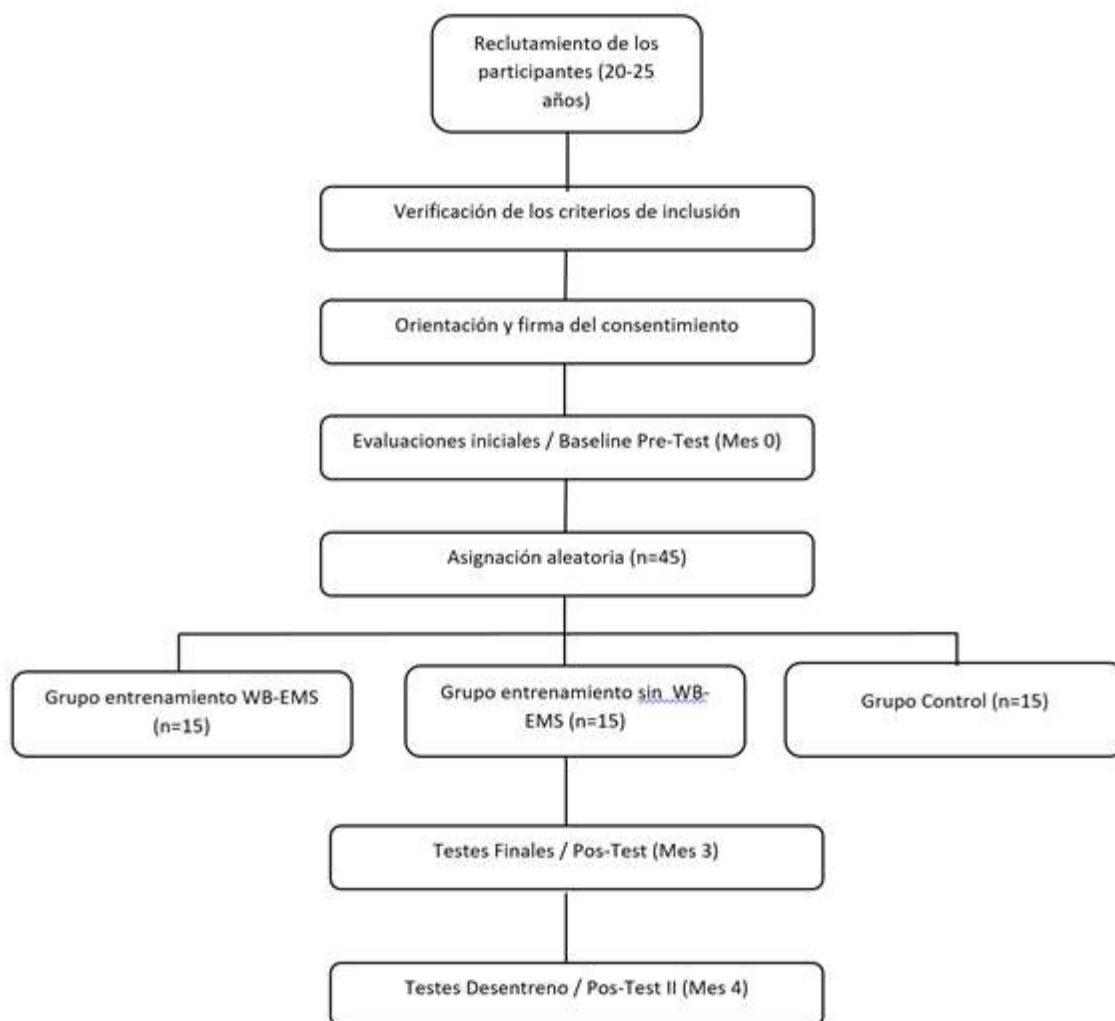 Reclutamiento de los
participantes (20-25
años)
Verificación de los criterios de inclusión
Orientación y firma del consentimiento
Evaluaciones iniciales / Baseline Pre-Test (Mes 0)
Asignación aleatoria (n=45)
Grupo entrenamiento WB-EMS
(n=15)
Grupo entrenamiento sin  WB-
EMS (n=15)
Grupo Control (n=15)
Testes Finales / Pos-Test (Mes 3)
Testes Desentreno / Pos-Test II (Mes 4)